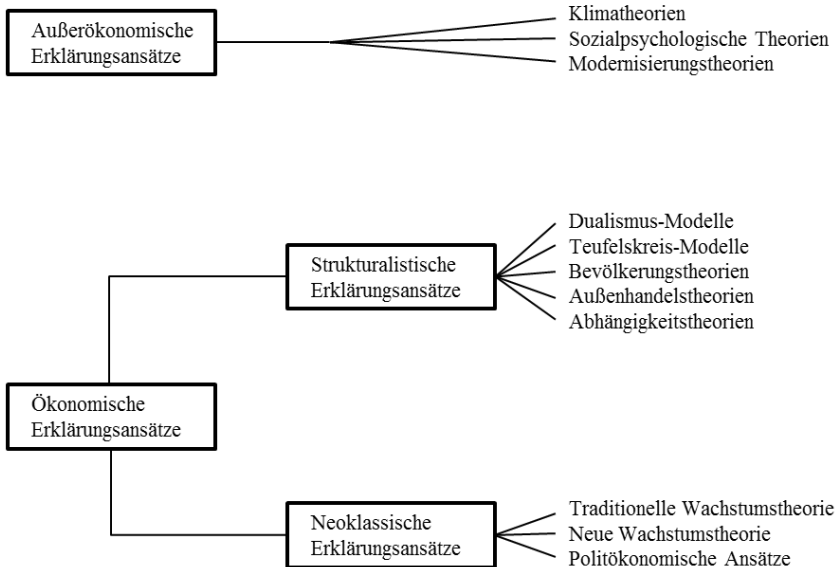 Außerökonomische
Erklärungsansätze
Klimatheorien
Sozialpsychologische Theorien
Modernisierungstheorien
Strukturalistische
Erklärungsansätze
Dualismus-Modelle
Teufelskreis-Modelle
Bevölkerungstheorien
Außenhandelstheorien
Abhängigkeitstheorien
Ökonomische
Erklärungsansätze
Neoklassische
Erklärungsansätze
Traditionelle Wachstumstheorie
Neue Wachstumstheorie
Politökonomische Ansätze